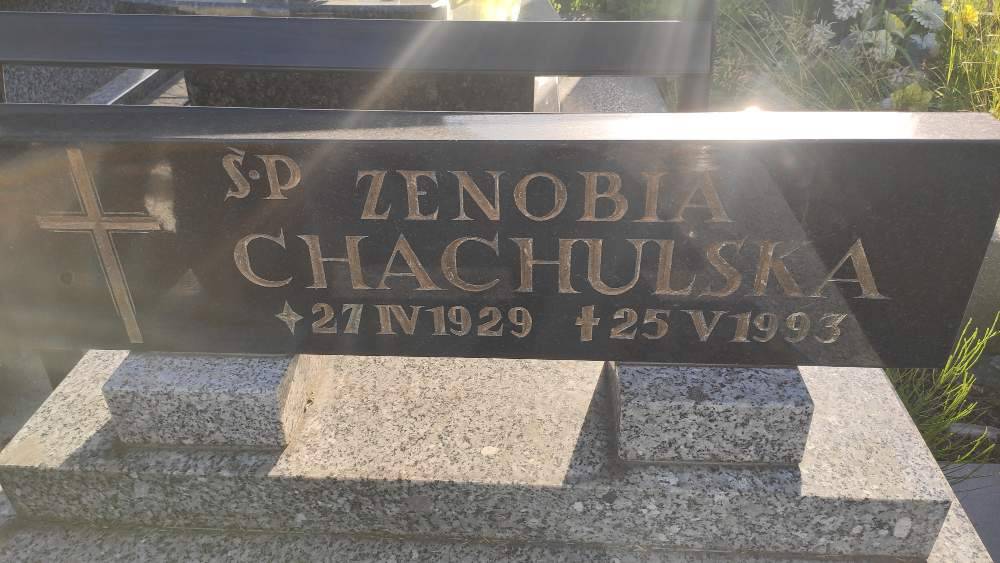 Ś.P ZENOBIA
CHACHULSKA
27 IV 1929 ✝ 25 V 1993